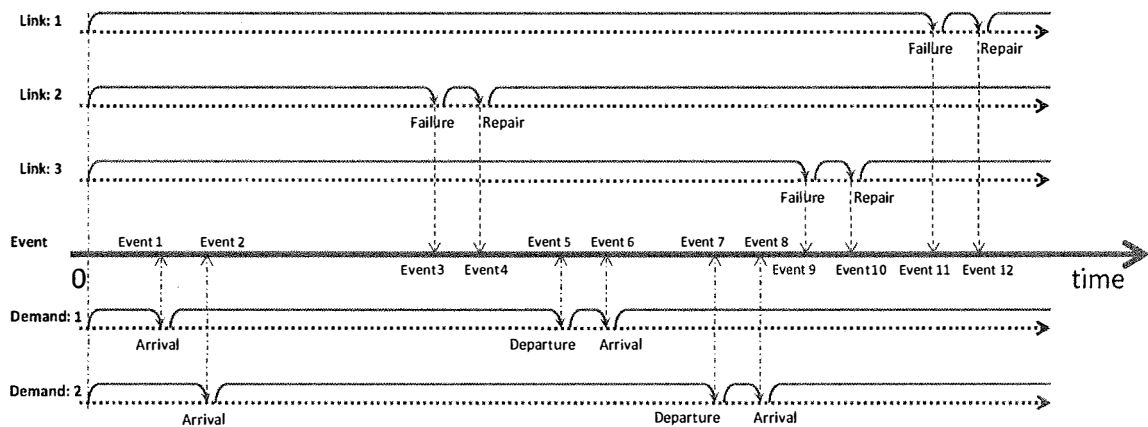 Link: 1
Failure Repair
Link: 2
Failure Repair
Link: 3
Failure Repair
Event Event 1 Event 2 Event 5 Event 6 Event 7 Event 8
0 Event3 Event4 Event 9 Event10 Event 11 Event 12 time
Demand: 1
Arrival Departure Arrival
Demand: 2
Arrival Departure Arrival